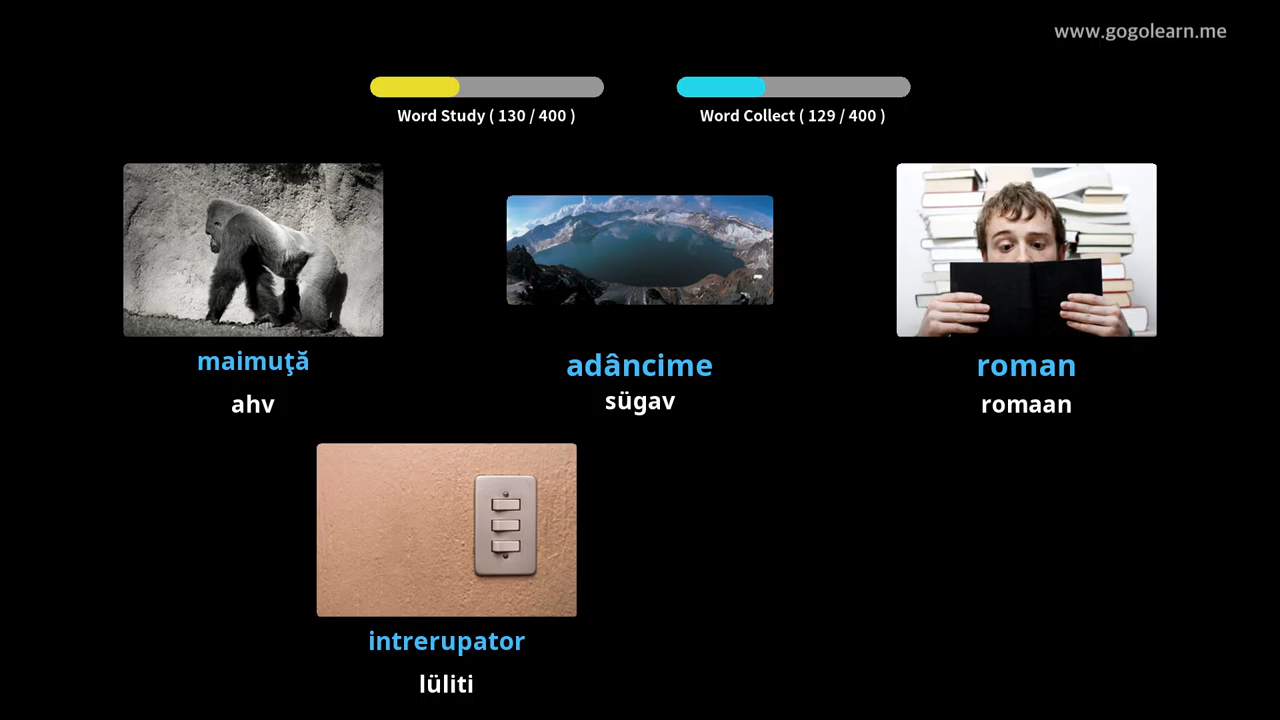 www.gogolearn.me
Word Study ( 130 / 400 )
Word Collect ( 129 / 400 )
maimuţă
ahv
adâncime
sügav
roman
romaan
intrerupator
lüliti